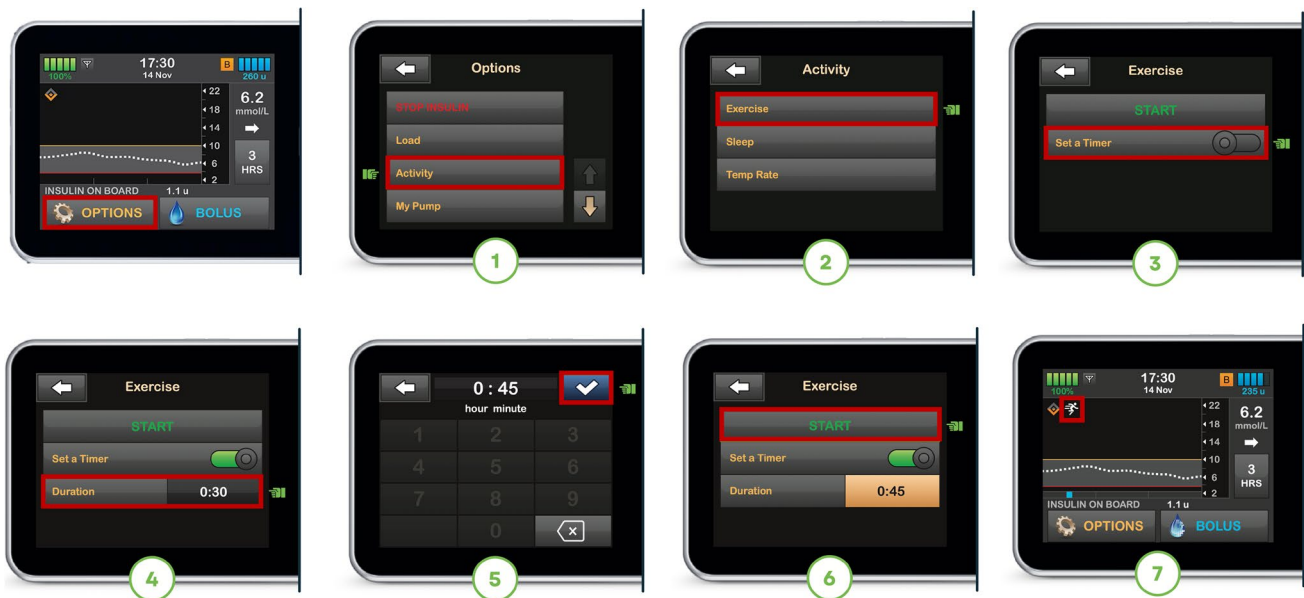 17:30
100%
14 Nov
B
260 u
22
18
14
10
6
2
6.2
mmol/L
3
HRS
INSULIN ON BOARD 1.1 u
OPTIONS
BOLUS
Options
STOP INSULIN
Load
Activity
My Pump
1
Activity
Exercise
Sleep
Temp Rate
2
Exercise
START
Set a Timer
3
Exercise
START
Set a Timer
Duration 0:30
4
0 : 45
hour minute
1 2 3
4 5 6
7 8 9
0
5
Exercise
START
Set a Timer
Duration 0:45
6
17:30
100%
14 Nov
B
235 u
22
18
14
10
6
2
6.2
mmol/L
3
HRS
INSULIN ON BOARD 1.1 u
OPTIONS
BOLUS
7